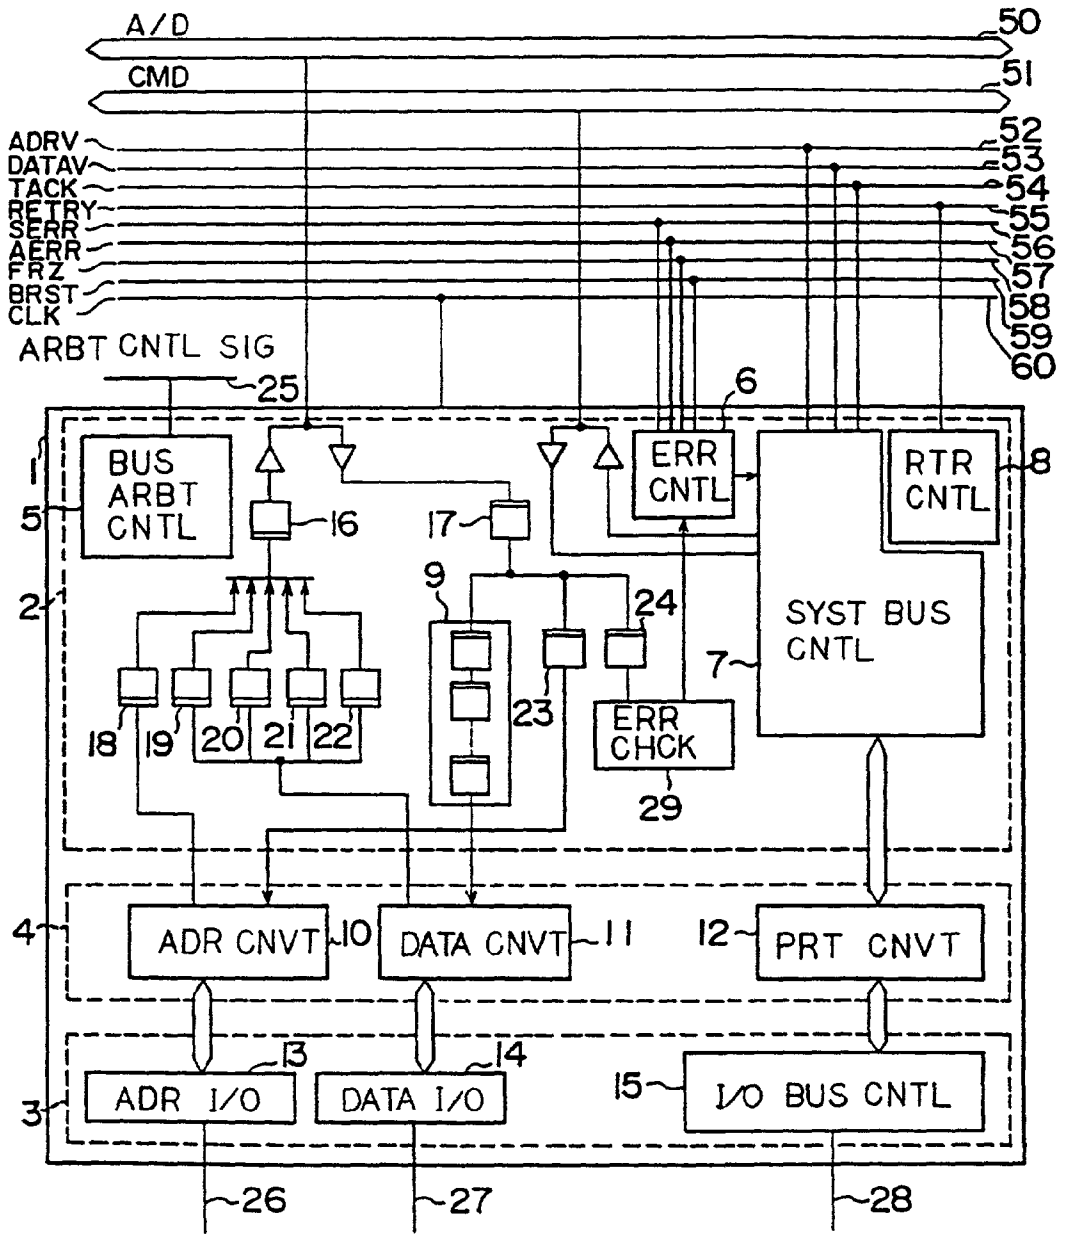 A/D 50
CMD 51
ADRV 52
DATAV 53
TACK 54
RETRY 55
SERR 56
AERR 57
FRZ 58
BRST 59
CLK 60
ARBT CNTL SIG
25
6
1
BUS
ARBT
CNTL
5
16
17
ERR
CNTL
RTR
CNTL
8
2
9
24
SYST BUS
CNTL
7
23
18
19
20
21
22
ERR
CHCK
29
4
ADR CNVT
10
DATA CNVT
11
12
PRT CNVT
3
13
ADR I/O
14
DATA I/O
15
I/O BUS CNTL
26
27
28